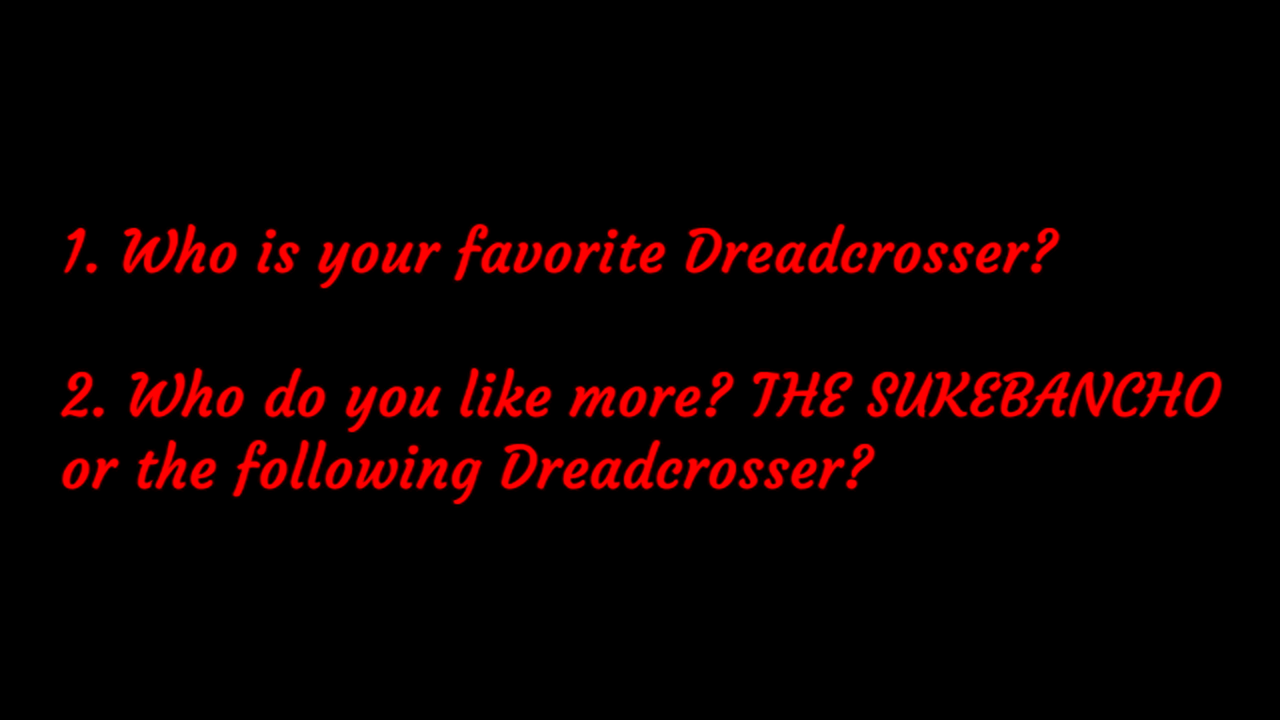 1. Who is your favorite Dreadcrosser?
2. Who do you like more? THE SUKEBANCHO
or the following Dreadcrosser?